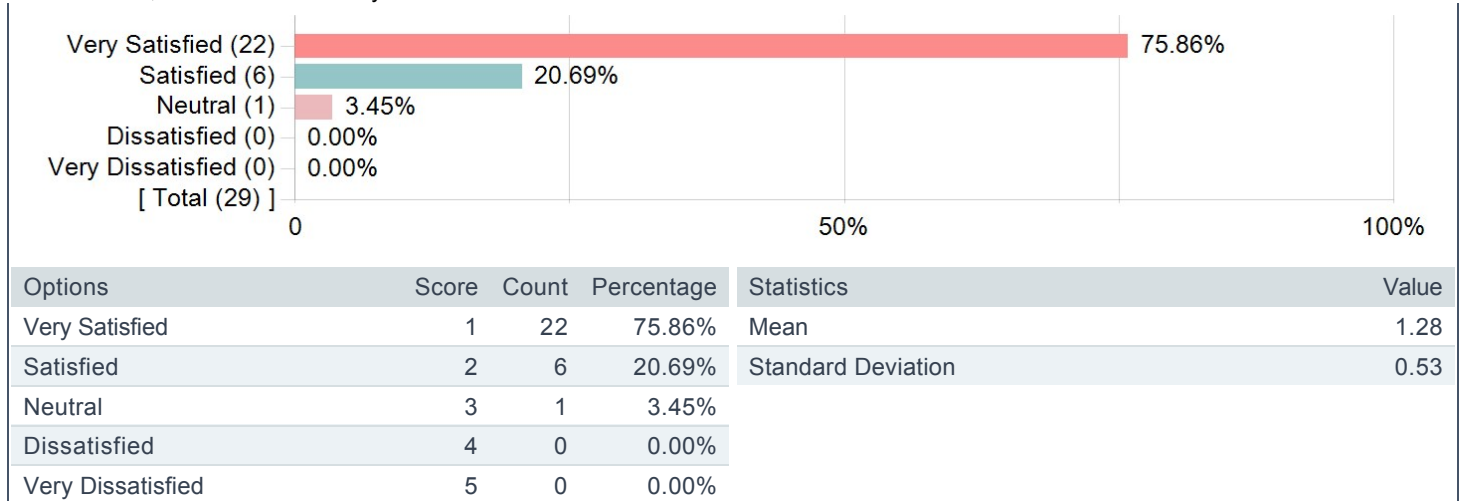 Very Satisfied (22) 75.86%
Satisfied (6) 20.69%
Neutral (1) 3.45%
Dissatisfied (0) 0.00%
Very Dissatisfied (0) 0.00%
[ Total (29) ]
0 50% 100%
Options Score Count Percentage
Very Satisfied 1 22 75.86%
Satisfied 2 6 20.69%
Neutral 3 1 3.45%
Dissatisfied 4 0 0.00%
Very Dissatisfied 5 0 0.00%
Statistics Value
Mean 1.28
Standard Deviation 0.53